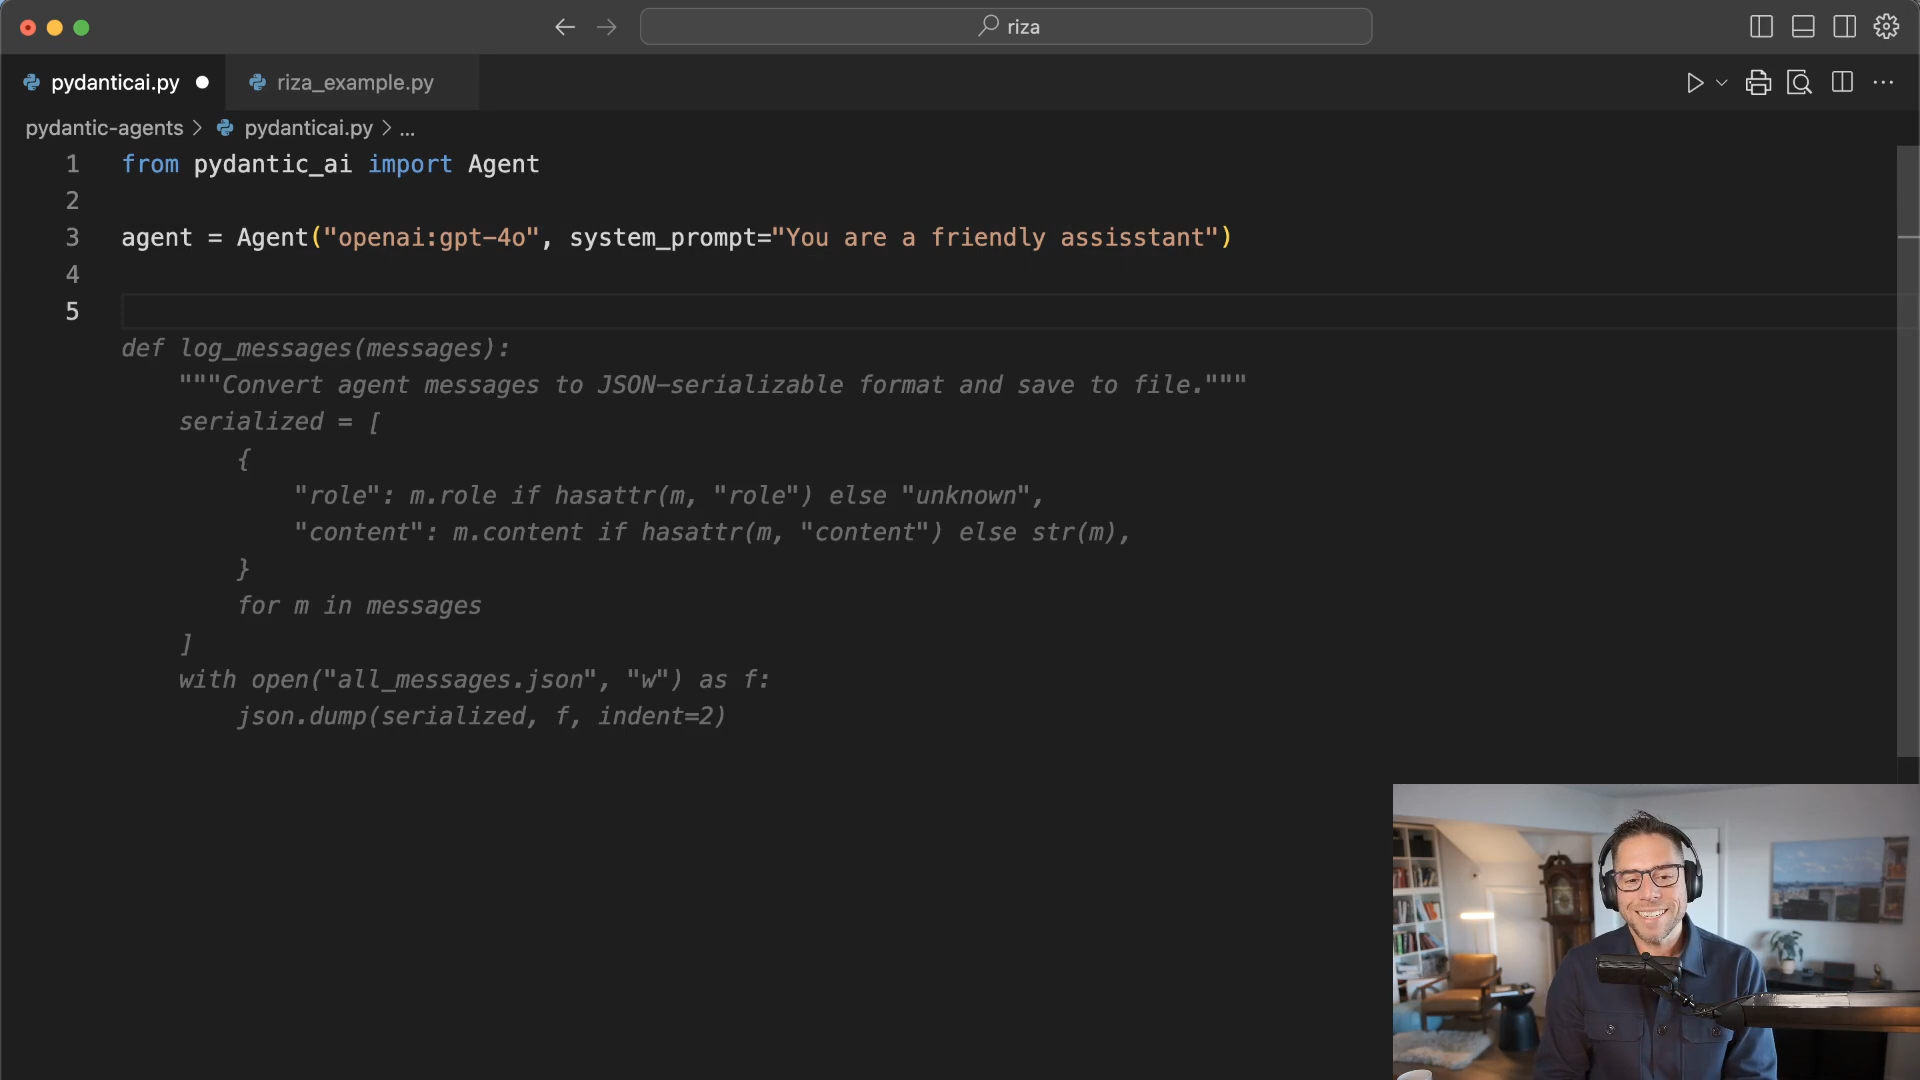 riza
pydanticai.py
riza_example.py
pydantic-agents > pydanticai.py > ...
1 from pydantic_ai import Agent
2
3 agent = Agent("openai:gpt-4o", system_prompt="You are a friendly assisstant")
4
5
def log_messages(messages):
    """Convert agent messages to JSON-serializable format and save to file."""
    serialized = [
        {
            "role": m.role if hasattr(m, "role") else "unknown",
            "content": m.content if hasattr(m, "content") else str(m),
        }
        for m in messages
    ]
    with open("all_messages.json", "w") as f:
        json.dump(serialized, f, indent=2)